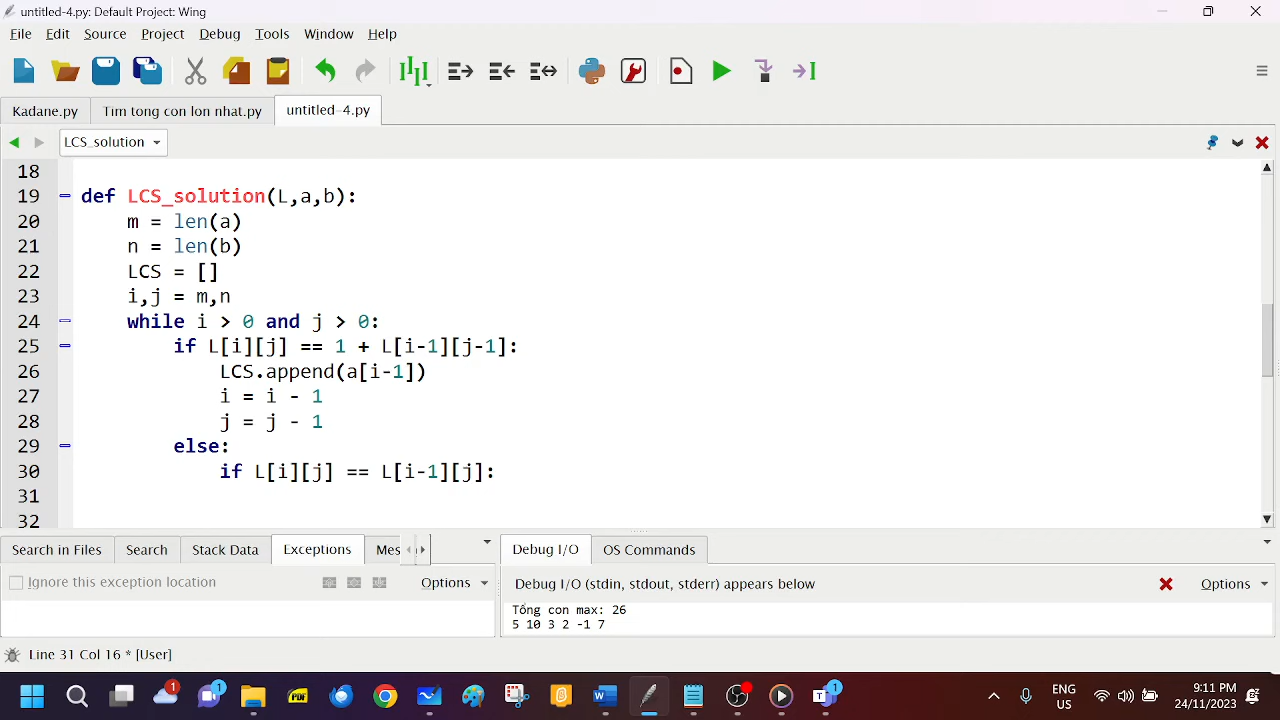 untitled-4.py: Default Project: Wing
File Edit Source Project Debug Tools Window Help
Kadane.py Tim tong con lon nhat.py untitled-4.py
LCS_solution
18
19 def LCS_solution(L,a,b):
20 m = len(a)
21 n = len(b)
22 LCS = []
23 i,j = m,n
24 while i > 0 and j > 0:
25 if L[i][j] == 1 + L[i-1][j-1]:
26 LCS.append(a[i-1])
27 i = i - 1
28 j = j - 1
29 else:
30 if L[i][j] == L[i-1][j]:
31
32
Search in Files Search Stack Data Exceptions Mes
Debug I/O OS Commands
Ignore this exception location Options
Debug I/O (stdin, stdout, stderr) appears below Options
Tổng con max: 26
5 10 3 2 -1 7
Line 31 Col 16 * [User]
1 1 PDF 1
ENG
US
9:11 PM
24/11/2023